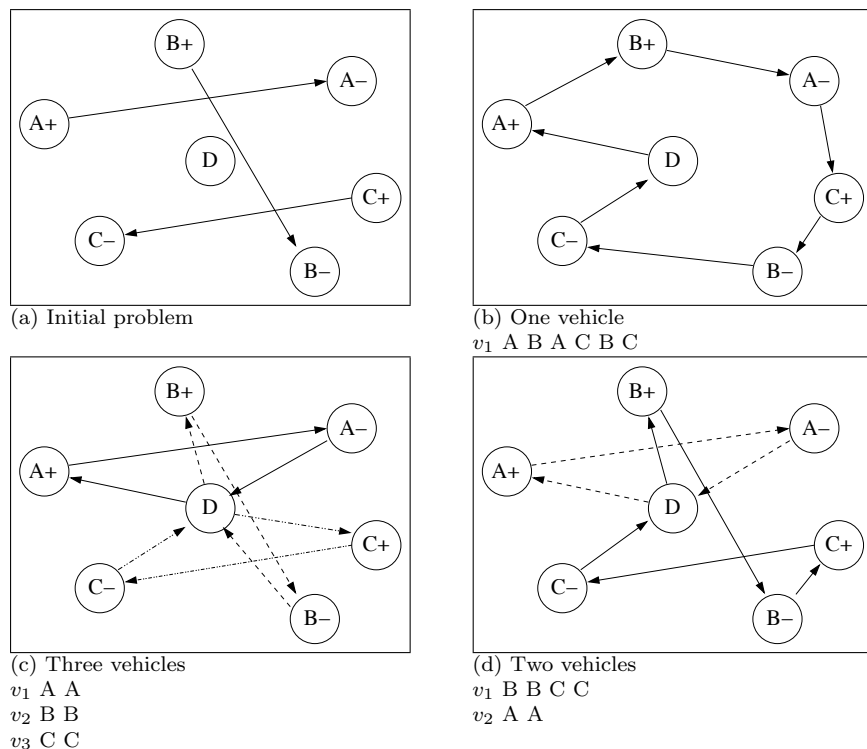 B+
A−
A+
D
C+
C−
B−
(a) Initial problem
B+
A−
A+
D
C+
C−
B−
(b) One vehicle
v₁ A B A C B C
B+
A−
A+
D
C+
C−
B−
(c) Three vehicles
v₁ A A
v₂ B B
v₃ C C
B+
A−
A+
D
C+
C−
B−
(d) Two vehicles
v₁ B B C C
v₂ A A